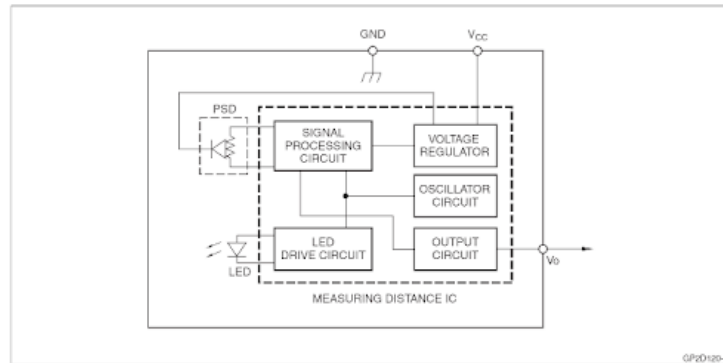 GND
VCC
PSD
SIGNAL
PROCESSING
CIRCUIT
VOLTAGE
REGULATOR
OSCILLATOR
CIRCUIT
LED
DRIVE CIRCUIT
OUTPUT
CIRCUIT
LED
VO
MEASURING DISTANCE IC